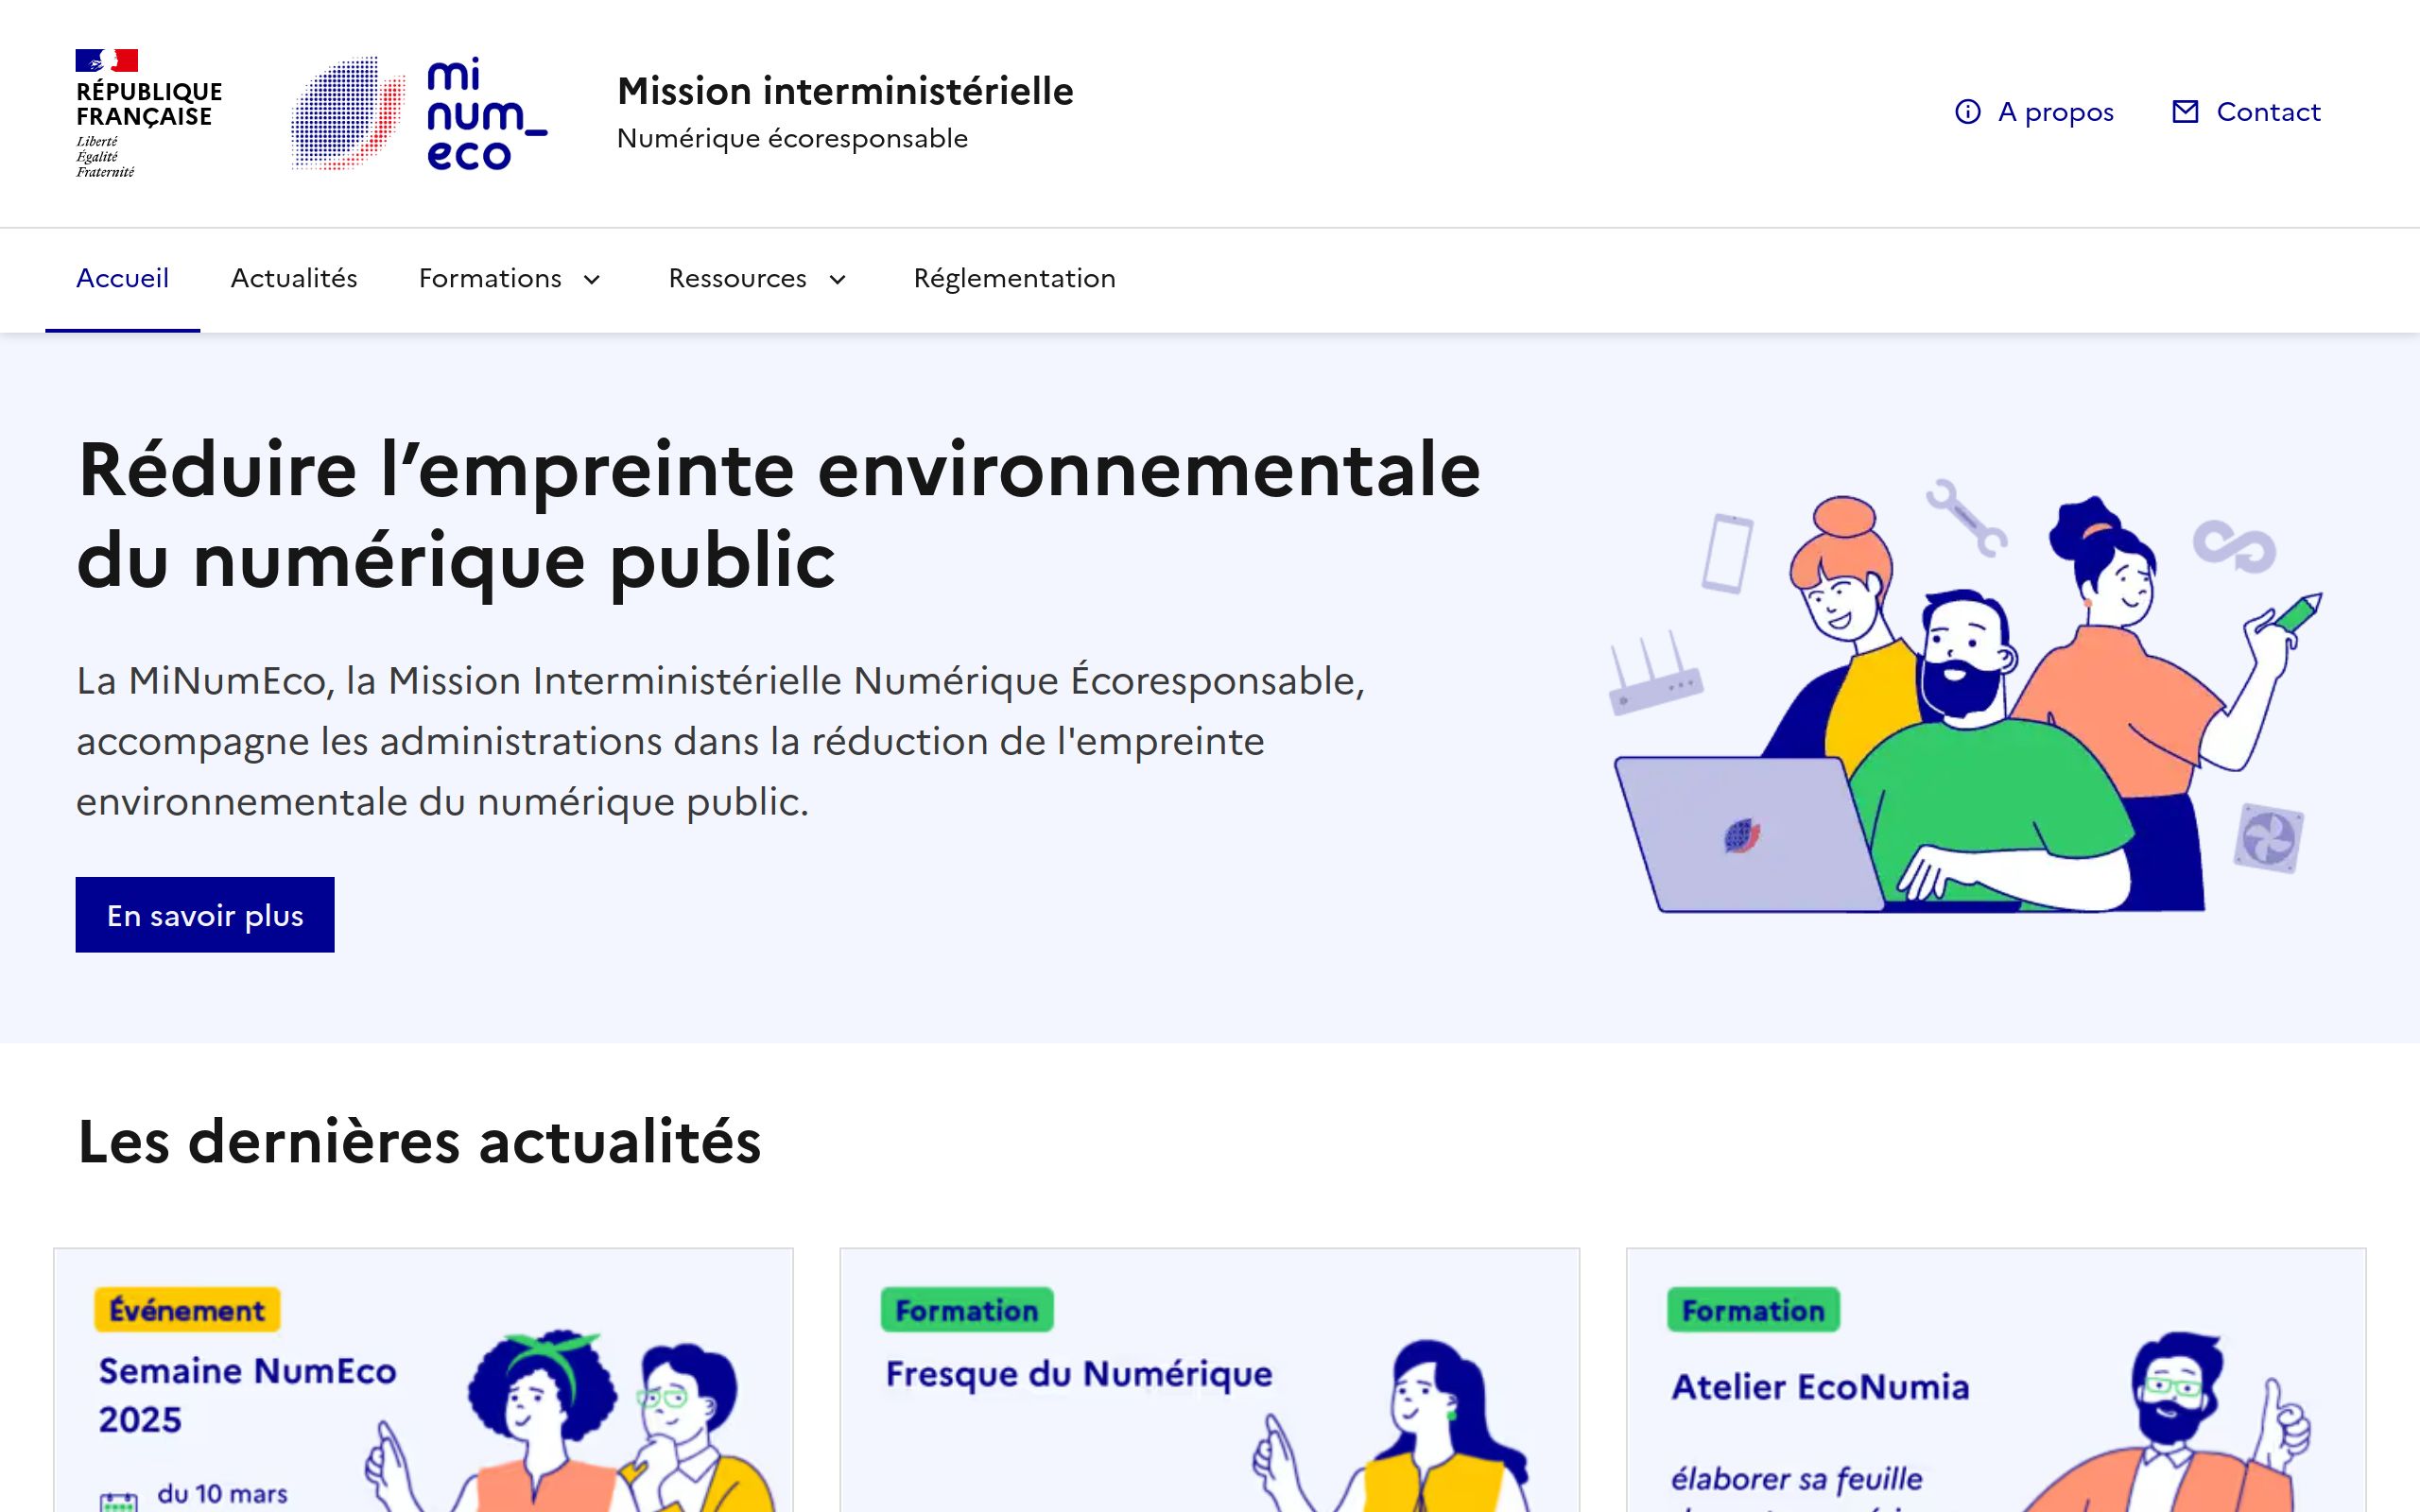 RÉPUBLIQUE
FRANÇAISE
Liberté
Égalité
Fraternité
mi
num_
eco
Mission interministérielle
Numérique écoresponsable
A propos
Contact
Accueil
Actualités
Formations
Ressources
Réglementation
Réduire l’empreinte environnementale
du numérique public
La MiNumEco, la Mission Interministérielle Numérique Écoresponsable,
accompagne les administrations dans la réduction de l'empreinte
environnementale du numérique public.
En savoir plus
Les dernières actualités
Événement
Semaine NumEco
2025
du 10 mars
Formation
Fresque du Numérique
Formation
Atelier EcoNumia
élaborer sa feuille